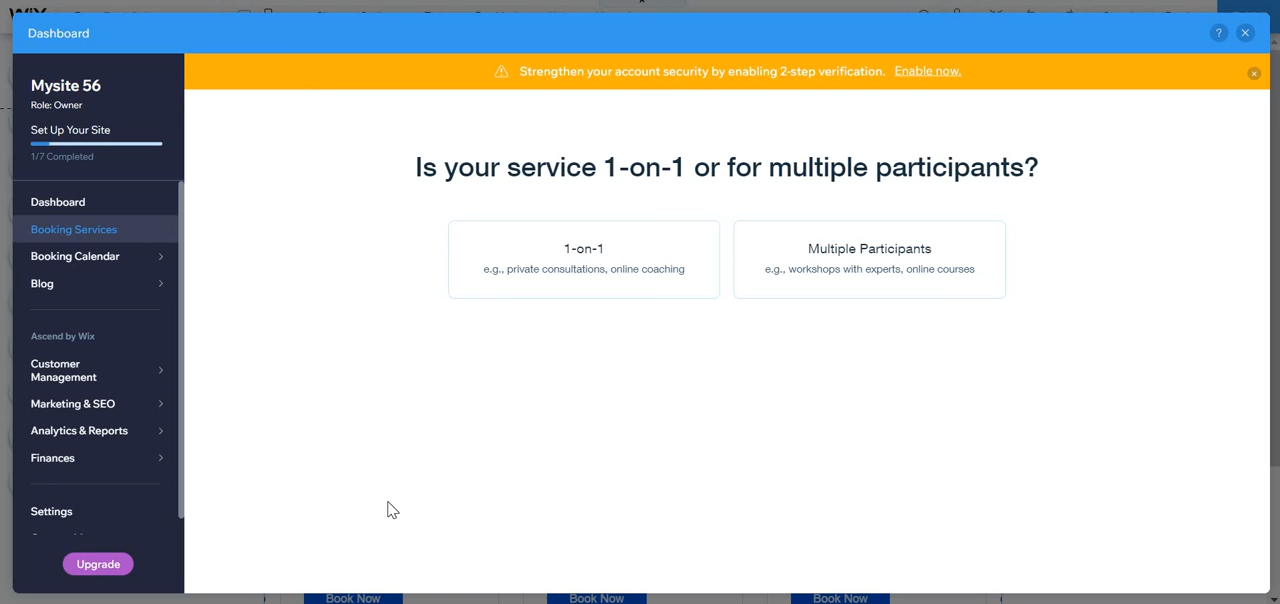 Dashboard
?
Strengthen your account security by enabling 2-step verification. Enable now.
Mysite 56
Role: Owner
Set Up Your Site
1/7 Completed
Dashboard
Booking Services
Booking Calendar
Blog
Ascend by Wix
Customer
Management
Marketing & SEO
Analytics & Reports
Finances
Settings
Upgrade
Is your service 1-on-1 or for multiple participants?
1-on-1
e.g., private consultations, online coaching
Multiple Participants
e.g., workshops with experts, online courses
Book Now
Book Now
Book Now